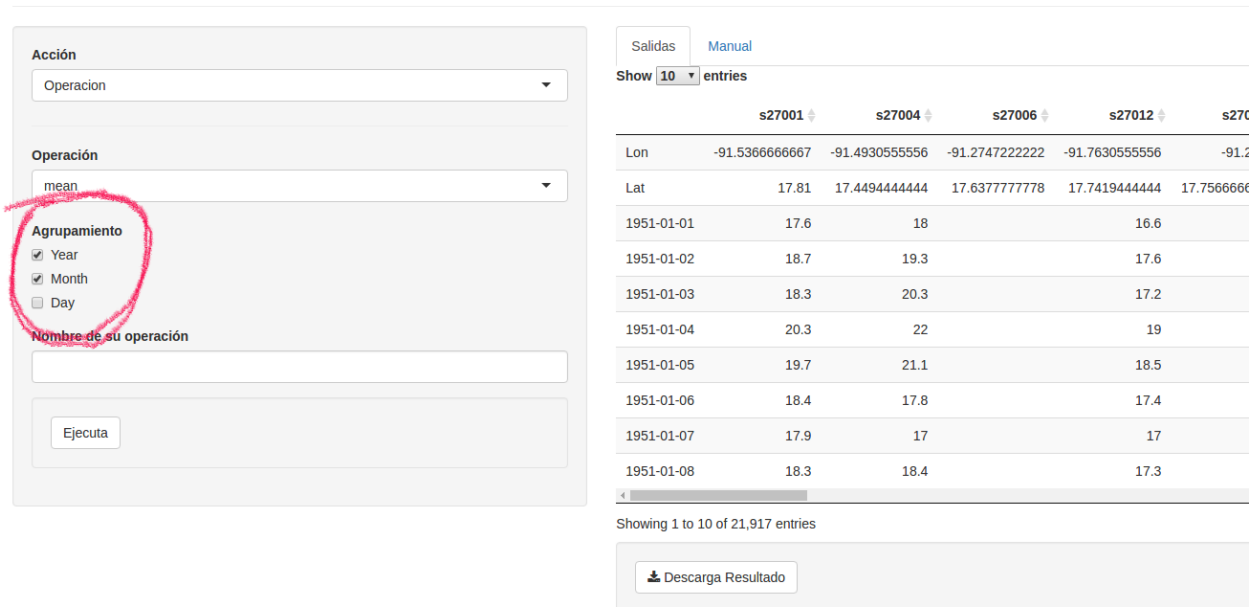 Acción
Operacion
Operación
mean
Agrupamiento
Year
Month
Day
Nombre de su operación
Ejecuta
Salidas Manual
Show 10 entries
s27001 s27004 s27006 s27012 s270
Lon -91.5366666667 -91.4930555556 -91.2747222222 -91.7630555556 -91.2
Lat 17.81 17.4494444444 17.6377777778 17.7419444444 17.7566666
1951-01-01 17.6 18 16.6
1951-01-02 18.7 19.3 17.6
1951-01-03 18.3 20.3 17.2
1951-01-04 20.3 22 19
1951-01-05 19.7 21.1 18.5
1951-01-06 18.4 17.8 17.4
1951-01-07 17.9 17 17
1951-01-08 18.3 18.4 17.3
Showing 1 to 10 of 21,917 entries
Descarga Resultado